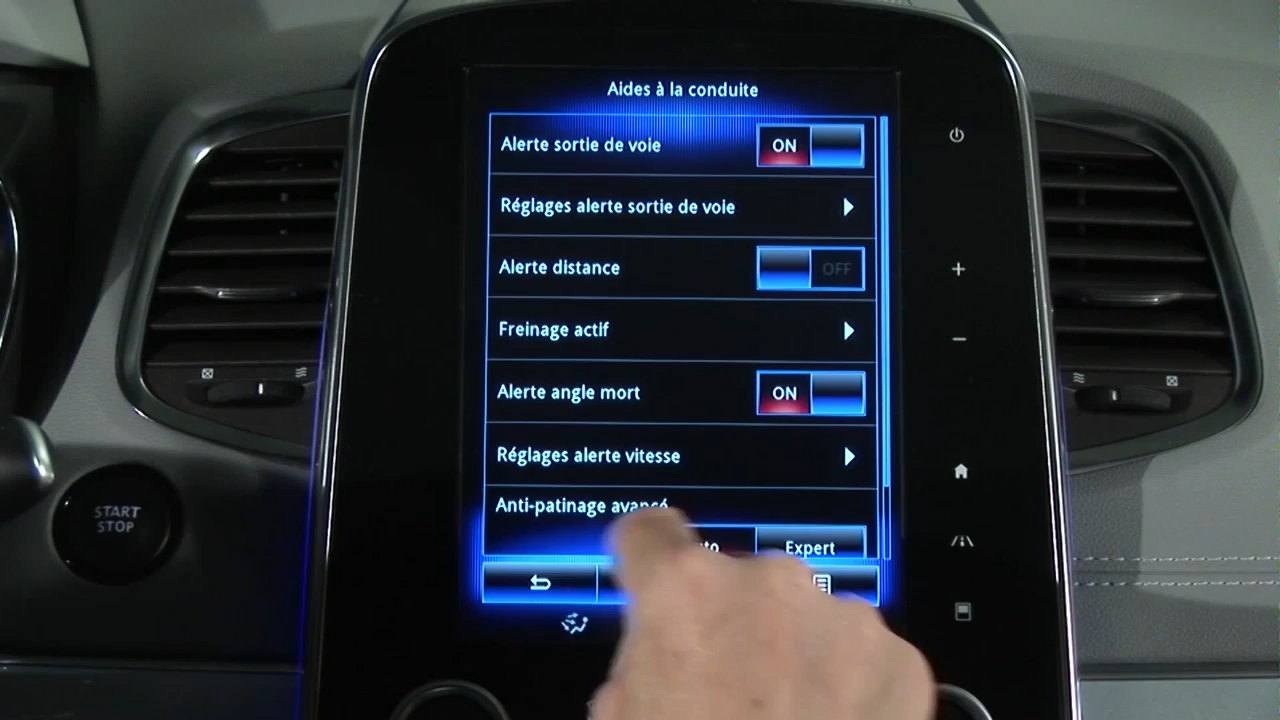 Aides à la conduite
Alerte sortie de voie ON
Réglages alerte sortie de voie
Alerte distance OFF
Freinage actif
Alerte angle mort ON
Réglages alerte vitesse
Anti-patinage avancé
Expert
START
STOP